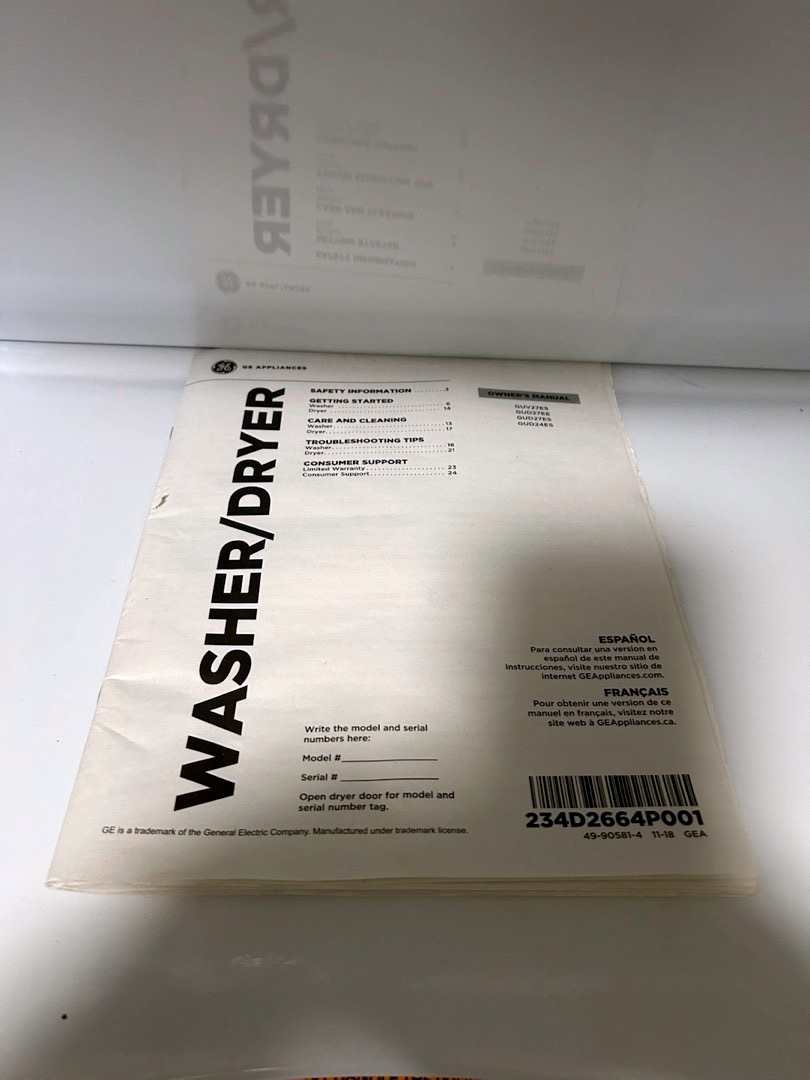 GE APPLIANCES
WASHER/DRYER
SAFETY INFORMATION . . . . . . . . . . 3
GETTING STARTED
Washer . . . . . . . . . . . . . . . . . . . . . . . . . . . 6
Dryer . . . . . . . . . . . . . . . . . . . . . . . . . . . . 14
CARE AND CLEANING
Washer. . . . . . . . . . . . . . . . . . . . . . . . . . . 13
Dryer. . . . . . . . . . . . . . . . . . . . . . . . . . . . . 17
TROUBLESHOOTING TIPS
Washer. . . . . . . . . . . . . . . . . . . . . . . . . . . 18
Dryer. . . . . . . . . . . . . . . . . . . . . . . . . . . . . 21
CONSUMER SUPPORT
Limited Warranty . . . . . . . . . . . . . . . . . . . 23
Consumer Support . . . . . . . . . . . . . . . . . . 24
OWNER'S MANUAL
GUV27ES
GUD27EE
GUD27ES
GUD24ES
ESPAÑOL
Para consultar una version en
español de este manual de
instrucciones, visite nuestro sitio de
internet GEAppliances.com.
FRANÇAIS
Pour obtenir une version de ce
manuel en français, visitez notre
site web à GEAppliances.ca.
Write the model and serial
numbers here:
Model # _________________
Serial # _________________
Open dryer door for model and
serial number tag.
GE is a trademark of the General Electric Company. Manufactured under trademark license.
234D2664P001
49-90581-4 11-18 GEA